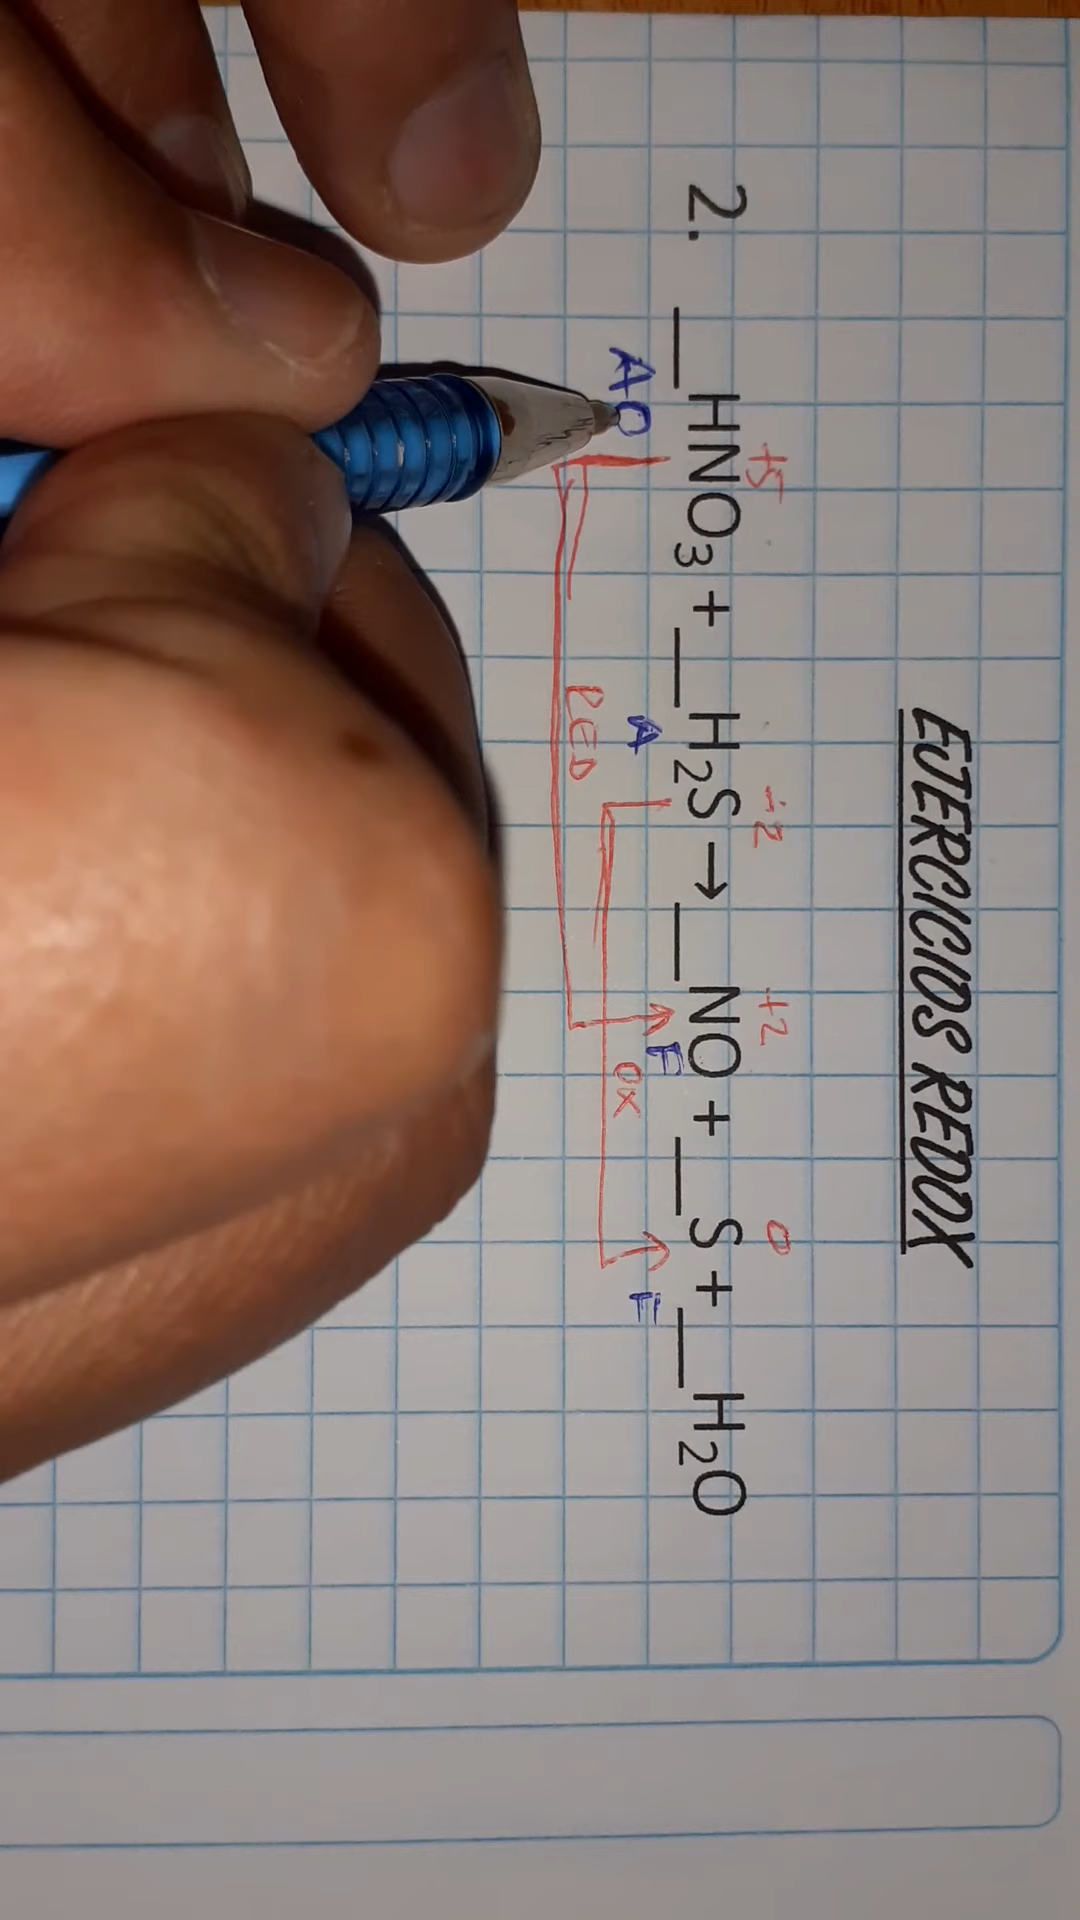 EJERCICIOS REDOX
+5 -2 +2 0
2. __HNO₃ + __H₂S → __NO + __S + __H₂O
AO A F F
RED OX